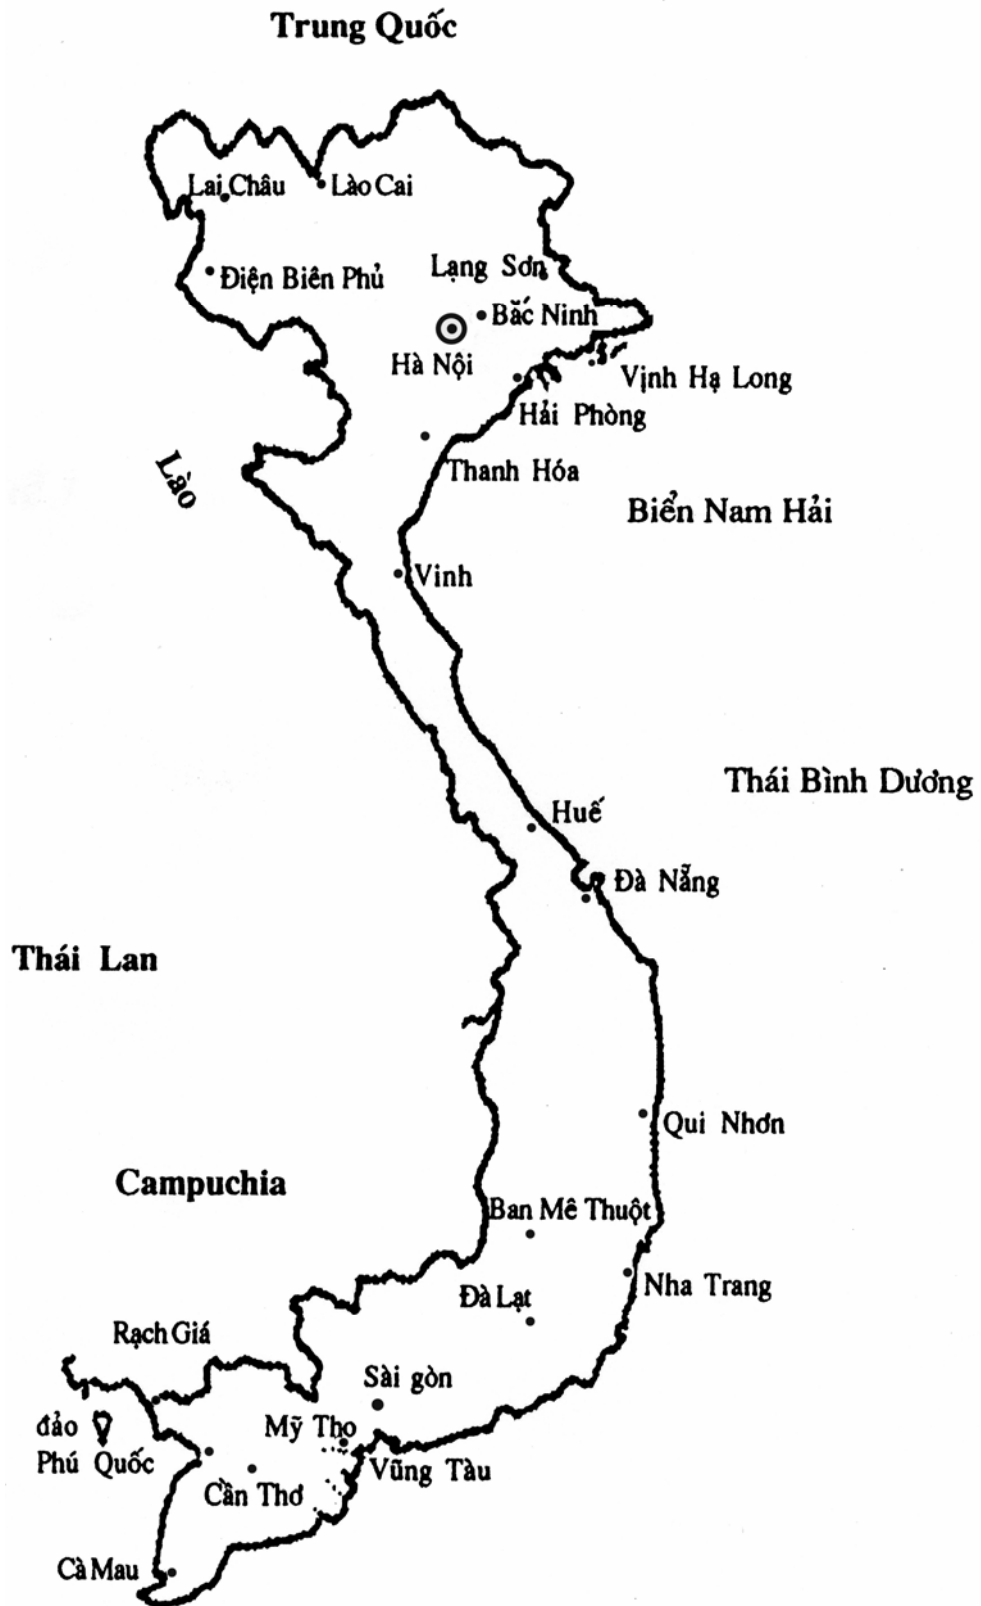 Trung Quốc
Lai Châu
Lào Cai
Điện Biên Phủ
Lạng Sơn
Bắc Ninh
Hà Nội
Vịnh Hạ Long
Hải Phòng
Thanh Hóa
Lào
Biển Nam Hải
Vinh
Thái Bình Dương
Huế
Đà Nẵng
Thái Lan
Qui Nhơn
Campuchia
Ban Mê Thuột
Nha Trang
Đà Lạt
Rạch Giá
Sài gòn
đảo
Phú Quốc
Mỹ Tho
Vũng Tàu
Cần Thơ
Cà Mau